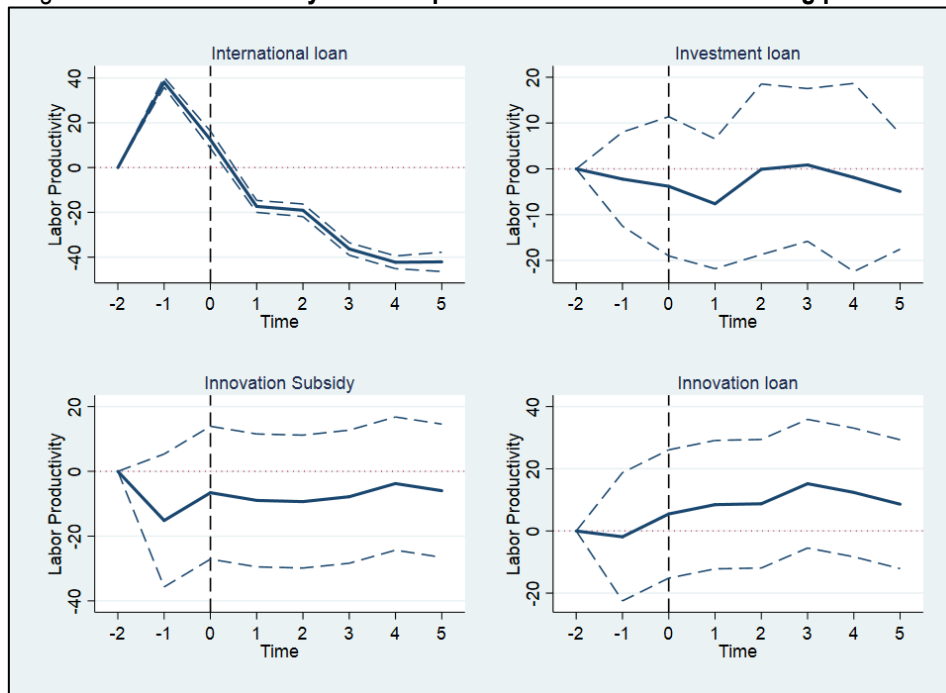 International loan
Labor Productivity
40
20
0
-20
-40
-2 -1 0 1 2 3 4 5
Time
Investment loan
Labor Productivity
20
10
0
-10
-20
-2 -1 0 1 2 3 4 5
Time
Innovation Subsidy
Labor Productivity
20
0
-20
-40
-2 -1 0 1 2 3 4 5
Time
Innovation loan
Labor Productivity
40
20
0
-20
-2 -1 0 1 2 3 4 5
Time